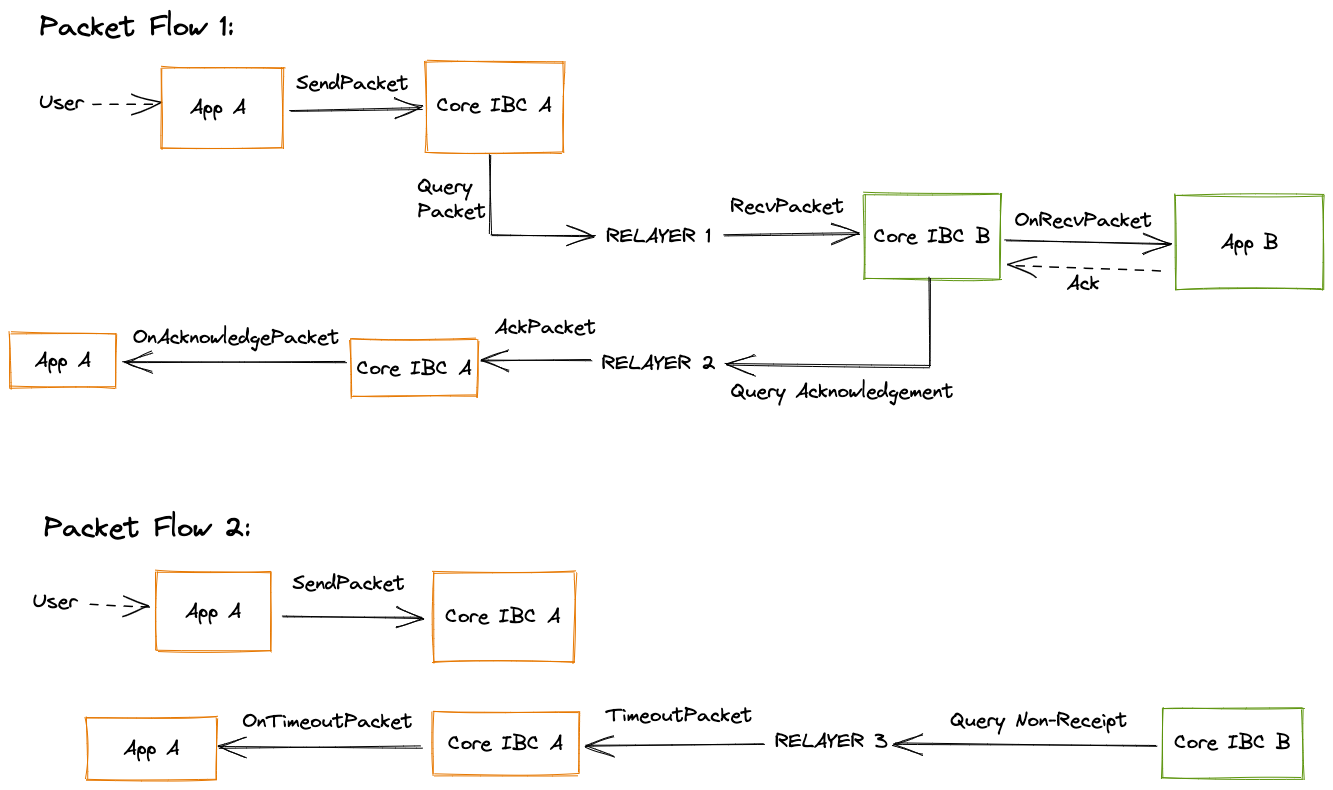 Packet Flow 1:
User
App A
SendPacket
Core IBC A
Query
Packet
RELAYER 1
RecvPacket
Core IBC B
OnRecvPacket
App B
Ack
App A
OnAcknowledgePacket
Core IBC A
AckPacket
RELAYER 2
Query Acknowledgement
Packet Flow 2:
User
App A
SendPacket
Core IBC A
App A
OnTimeoutPacket
Core IBC A
TimeoutPacket
RELAYER 3
Query Non-Receipt
Core IBC B